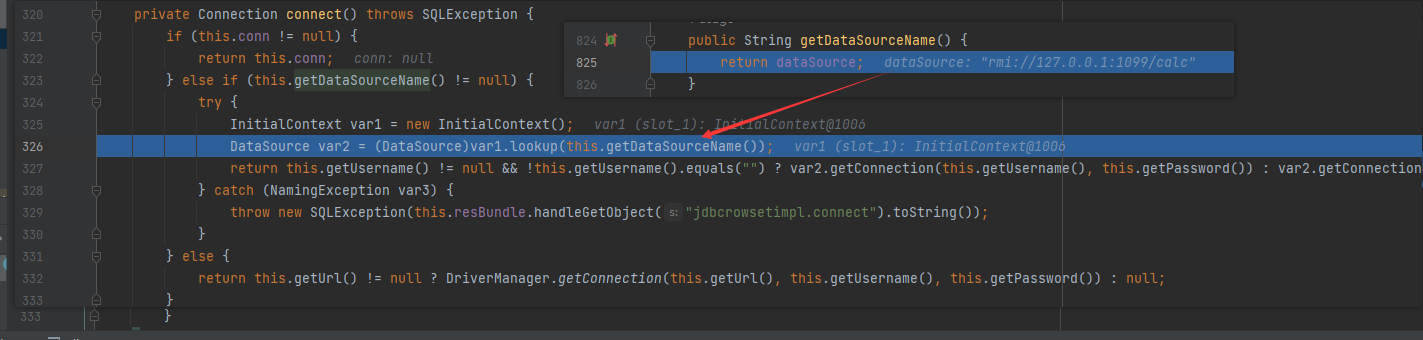 320 private Connection connect() throws SQLException {
321 if (this.conn != null) {
322 return this.conn; conn: null
323 } else if (this.getDataSourceName() != null) {
324 try {
325 InitialContext var1 = new InitialContext(); var1 (slot_1): InitialContext@1006
326 DataSource var2 = (DataSource)var1.lookup(this.getDataSourceName()); var1 (slot_1): InitialContext@1006
327 return this.getUsername() != null && !this.getUsername().equals("") ? var2.getConnection(this.getUsername(), this.getPassword()) : var2.getConnection
328 } catch (NamingException var3) {
329 throw new SQLException(this.resBundle.handleGetObject( s: "jdbcrowsetimpl.connect").toString());
330 }
331 } else {
332 return this.getUrl() != null ? DriverManager.getConnection(this.getUrl(), this.getUsername(), this.getPassword()) : null;
333 }
333 }
824 public String getDataSourceName() {
825 return dataSource; dataSource: "rmi://127.0.0.1:1099/calc"
826 }